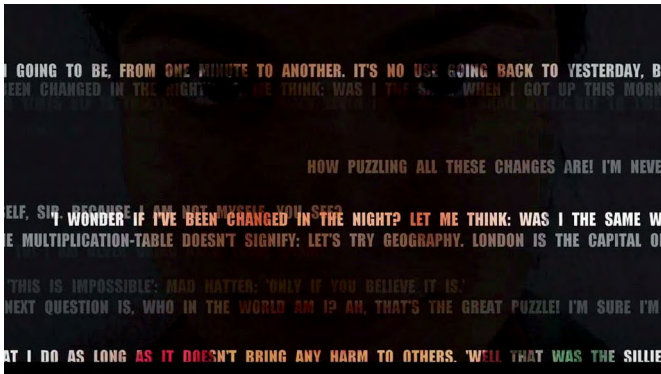 I GOING TO BE, FROM ONE MINUTE TO ANOTHER. IT'S NO USE GOING BACK TO YESTERDAY, B
BEEN CHANGED IN THE NIGHT ME THINK: WAS I THE WHEN I GOT UP THIS MORN
HOW PUZZLING ALL THESE CHANGES ARE! I'M NEVE
ELF, SIR, BECAUSE I AM NOT MYSELF, YOU SEE?
'I WONDER IF I'VE BEEN CHANGED IN THE NIGHT? LET ME THINK: WAS I THE SAME W
E MULTIPLICATION-TABLE DOESN'T SIGNIFY: LET'S TRY GEOGRAPHY. LONDON IS THE CAPITAL O
'THIS IS IMPOSSIBLE': MAD HATTER: 'ONLY IF YOU BELIEVE IT IS.'
NEXT QUESTION IS, WHO IN THE WORLD AM I? AH, THAT'S THE GREAT PUZZLE! I'M SURE I'M
AT I DO AS LONG AS IT DOESN'T BRING ANY HARM TO OTHERS. 'WELL THAT WAS THE SILLIE